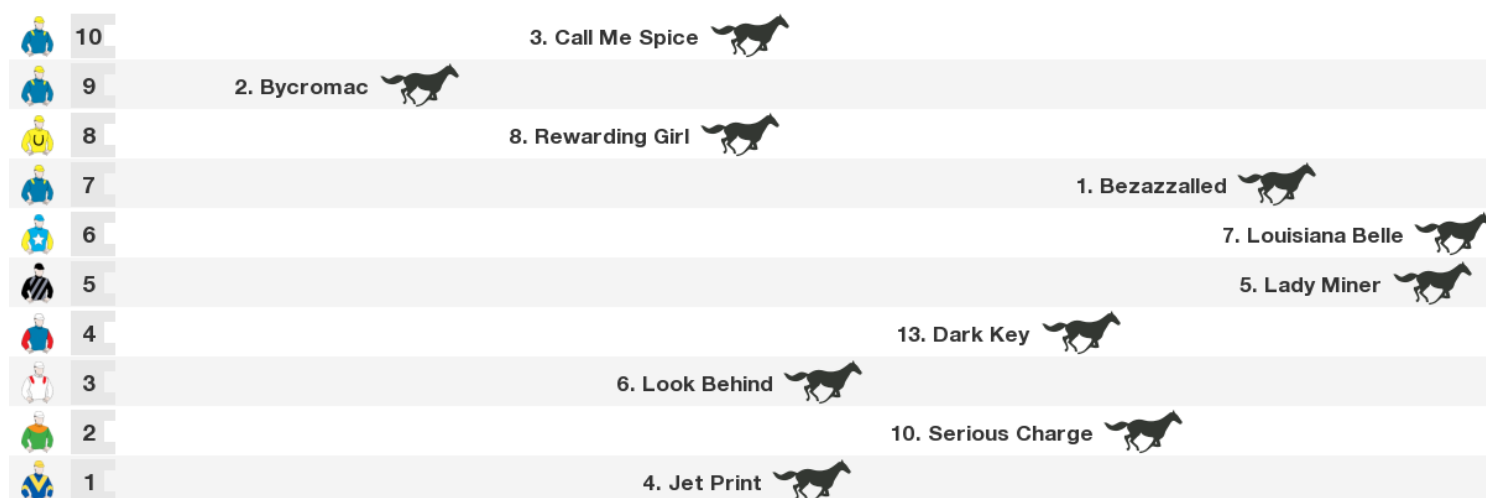 10 3. Call Me Spice
9 2. Bycromac
8 8. Rewarding Girl
7 1. Bezazzalled
6 7. Louisiana Belle
5 5. Lady Miner
4 13. Dark Key
3 6. Look Behind
2 10. Serious Charge
1 4. Jet Print